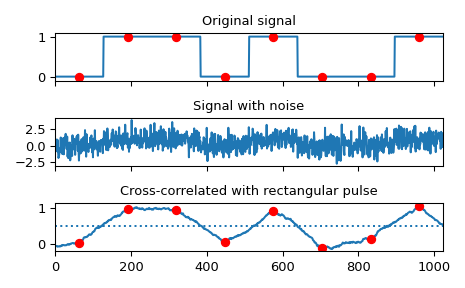 Original signal
1
0
Signal with noise
2.5
0.0
−2.5
Cross-correlated with rectangular pulse
1
0
0 200 400 600 800 1000